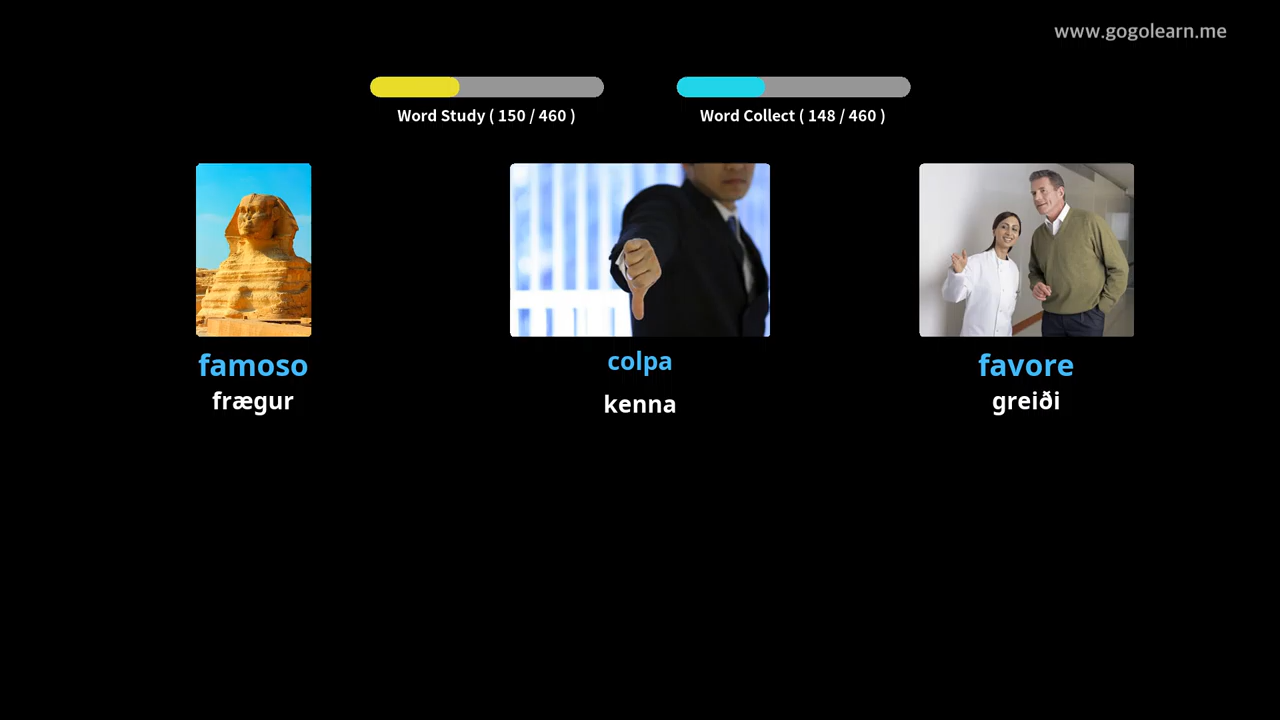 www.gogolearn.me
Word Study ( 150 / 460 )
Word Collect ( 148 / 460 )
famoso
frægur
colpa
kenna
favore
greiði